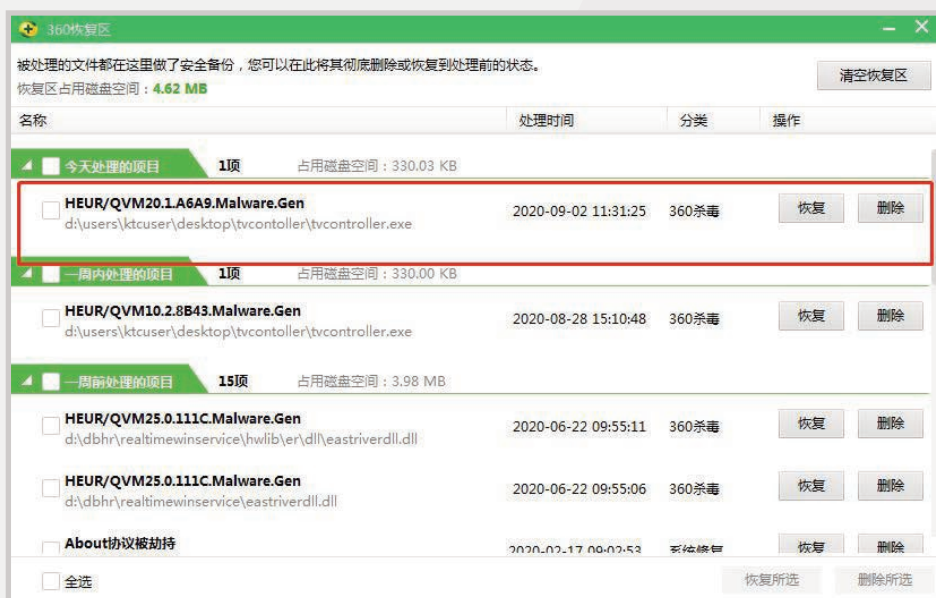 360恢复区
被处理的文件都在这里做了安全备份，您可以在此将其彻底删除或恢复到处理前的状态。
恢复区占用磁盘空间：4.62 MB
清空恢复区
名称 处理时间 分类 操作
今天处理的项目 1项 占用磁盘空间：330.03 KB
HEUR/QVM20.1.A6A9.Malware.Gen
d:\users\ktcuser\desktop\tvcontoller\tvcontroller.exe
2020-09-02 11:31:25 360杀毒 恢复 删除
一周内处理的项目 1项 占用磁盘空间：330.00 KB
HEUR/QVM10.2.8B43.Malware.Gen
d:\users\ktcuser\desktop\tvcontoller\tvcontroller.exe
2020-08-28 15:10:48 360杀毒 恢复 删除
一周前处理的项目 15项 占用磁盘空间：3.98 MB
HEUR/QVM25.0.111C.Malware.Gen
d:\dbhr\realtimewinservice\hwlib\er\dll\eastriverdll.dll
2020-06-22 09:55:11 360杀毒 恢复 删除
HEUR/QVM25.0.111C.Malware.Gen
d:\dbhr\realtimewinservice\eastriverdll.dll
2020-06-22 09:55:06 360杀毒 恢复 删除
About协议被劫持
2020-02-17 09:02:53 系统修复 恢复 删除
全选 恢复所选 删除所选